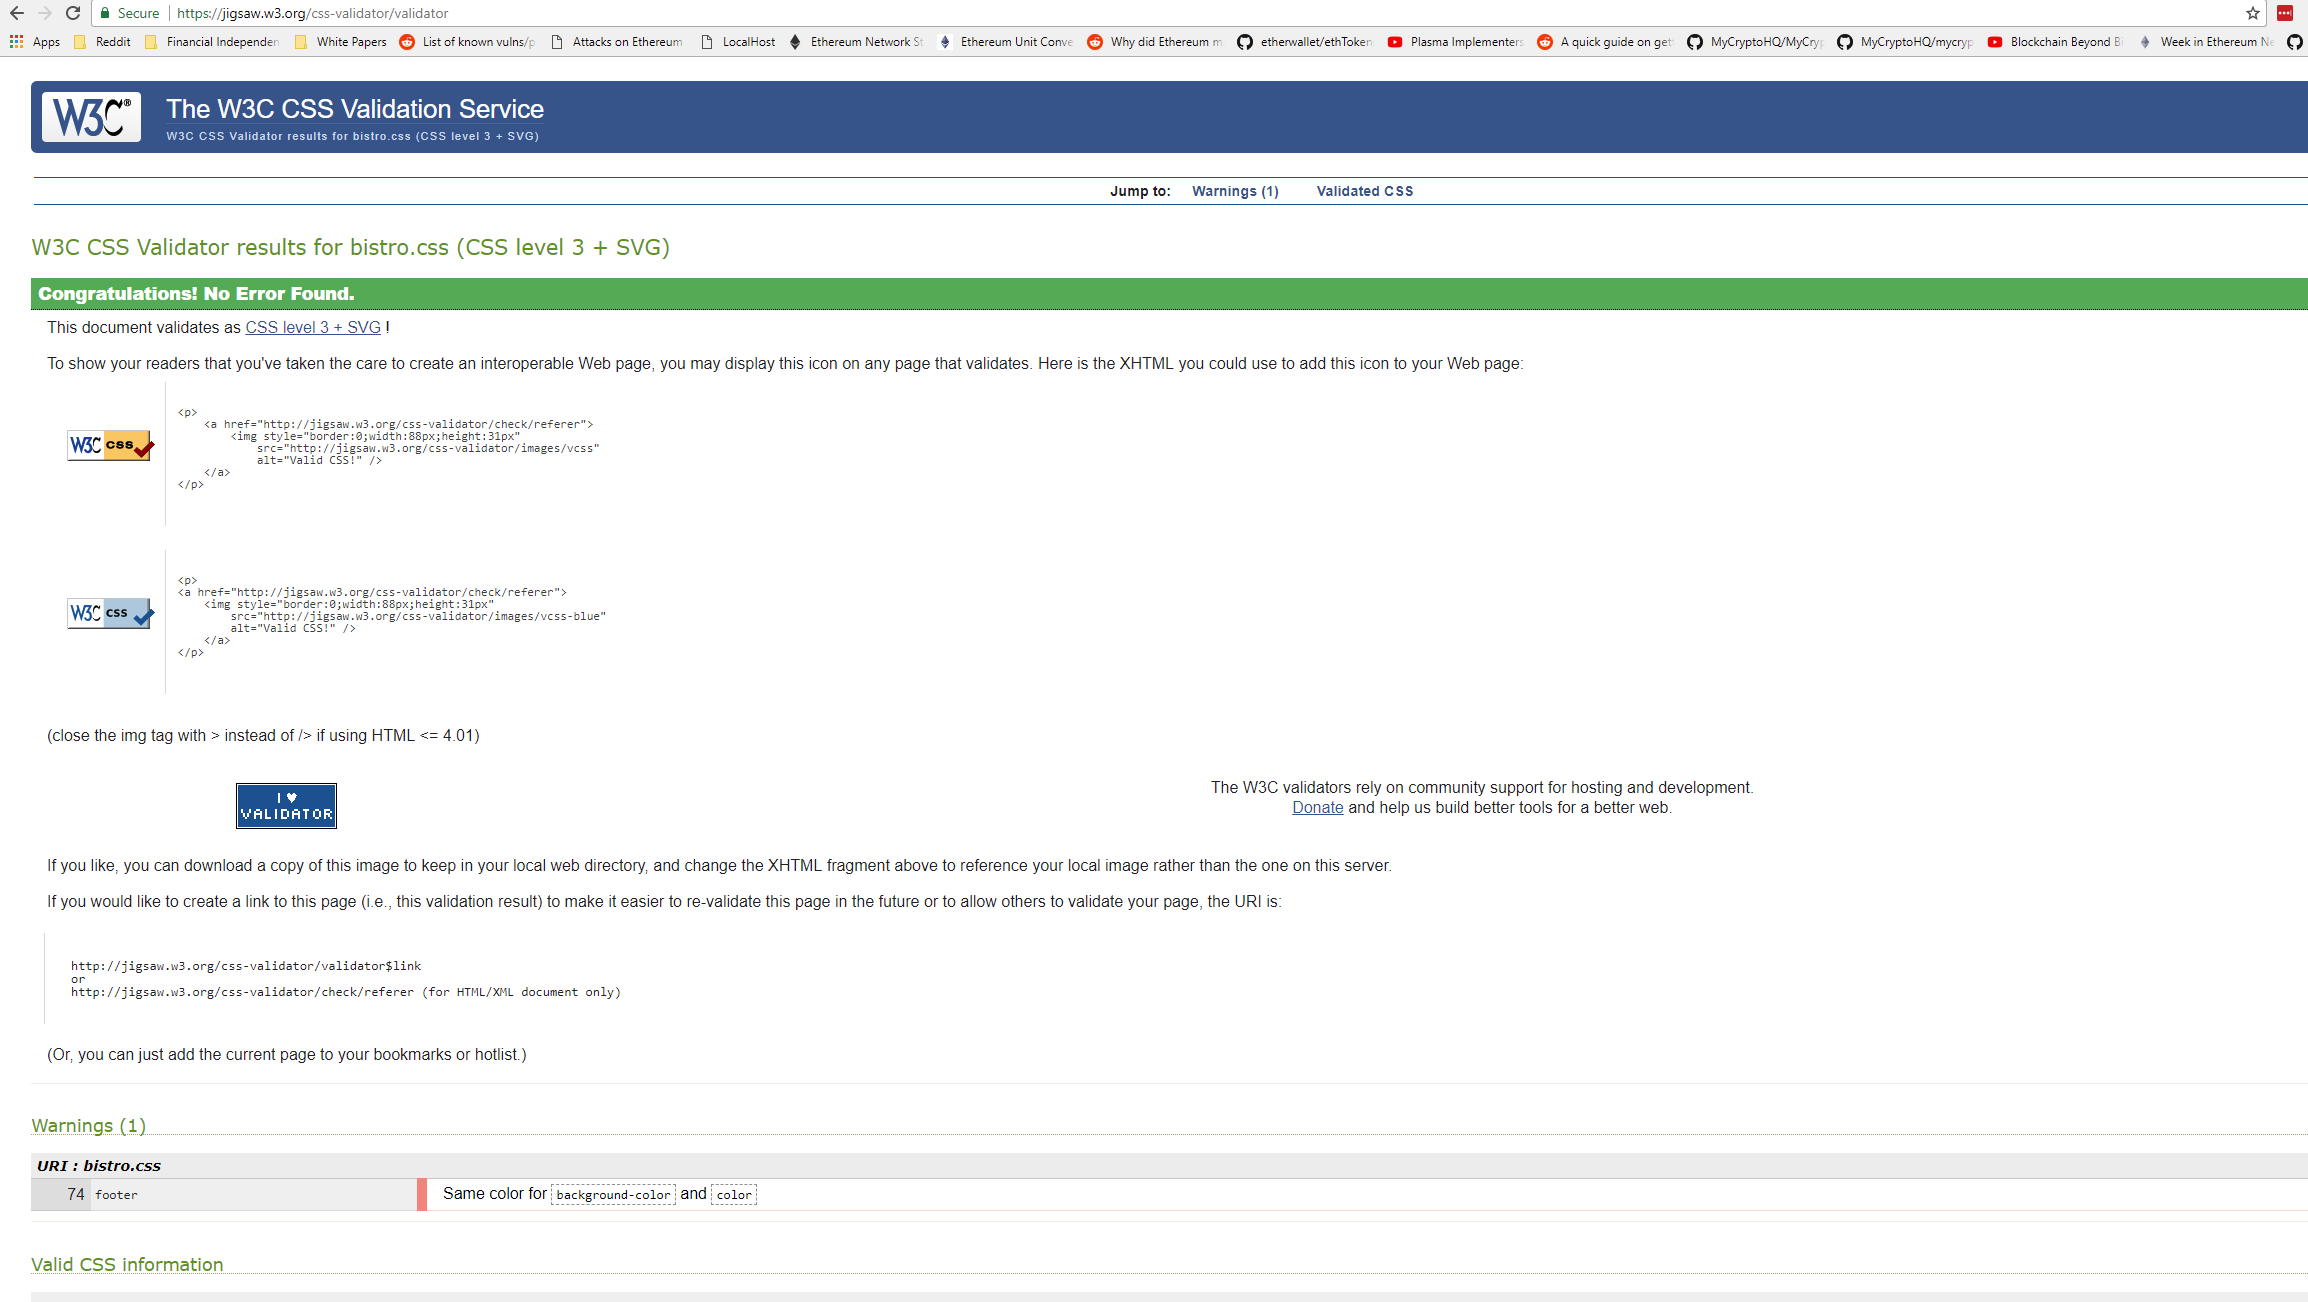 Secure | https://jigsaw.w3.org/css-validator/validator
Apps Reddit Financial Independen White Papers List of known vulns/p Attacks on Ethereum LocalHost Ethereum Network St Ethereum Unit Conve Why did Ethereum m etherwallet/ethToken Plasma Implementers A quick guide on get MyCryptoHQ/MyCryp MyCryptoHQ/mycryp Blockchain Beyond Bi Week in Ethereum Ne
W3C® The W3C CSS Validation Service
W3C CSS Validator results for bistro.css (CSS level 3 + SVG)
Jump to: Warnings (1) Validated CSS
W3C CSS Validator results for bistro.css (CSS level 3 + SVG)
Congratulations! No Error Found.
This document validates as CSS level 3 + SVG !
To show your readers that you've taken the care to create an interoperable Web page, you may display this icon on any page that validates. Here is the XHTML you could use to add this icon to your Web page:
W3C css
<p>
<a href="http://jigsaw.w3.org/css-validator/check/referer">
<img style="border:0;width:88px;height:31px"
src="http://jigsaw.w3.org/css-validator/images/vcss"
alt="Valid CSS!" />
</a>
</p>
W3C css
<p>
<a href="http://jigsaw.w3.org/css-validator/check/referer">
<img style="border:0;width:88px;height:31px"
src="http://jigsaw.w3.org/css-validator/images/vcss-blue"
alt="Valid CSS!" />
</a>
</p>
(close the img tag with > instead of /> if using HTML <= 4.01)
I ♥
VALIDATOR
The W3C validators rely on community support for hosting and development.
Donate and help us build better tools for a better web.
If you like, you can download a copy of this image to keep in your local web directory, and change the XHTML fragment above to reference your local image rather than the one on this server.
If you would like to create a link to this page (i.e., this validation result) to make it easier to re-validate this page in the future or to allow others to validate your page, the URI is:
http://jigsaw.w3.org/css-validator/validator$link
or
http://jigsaw.w3.org/css-validator/check/referer (for HTML/XML document only)
(Or, you can just add the current page to your bookmarks or hotlist.)
Warnings (1)
URI : bistro.css
74 footer Same color for background-color and color
Valid CSS information